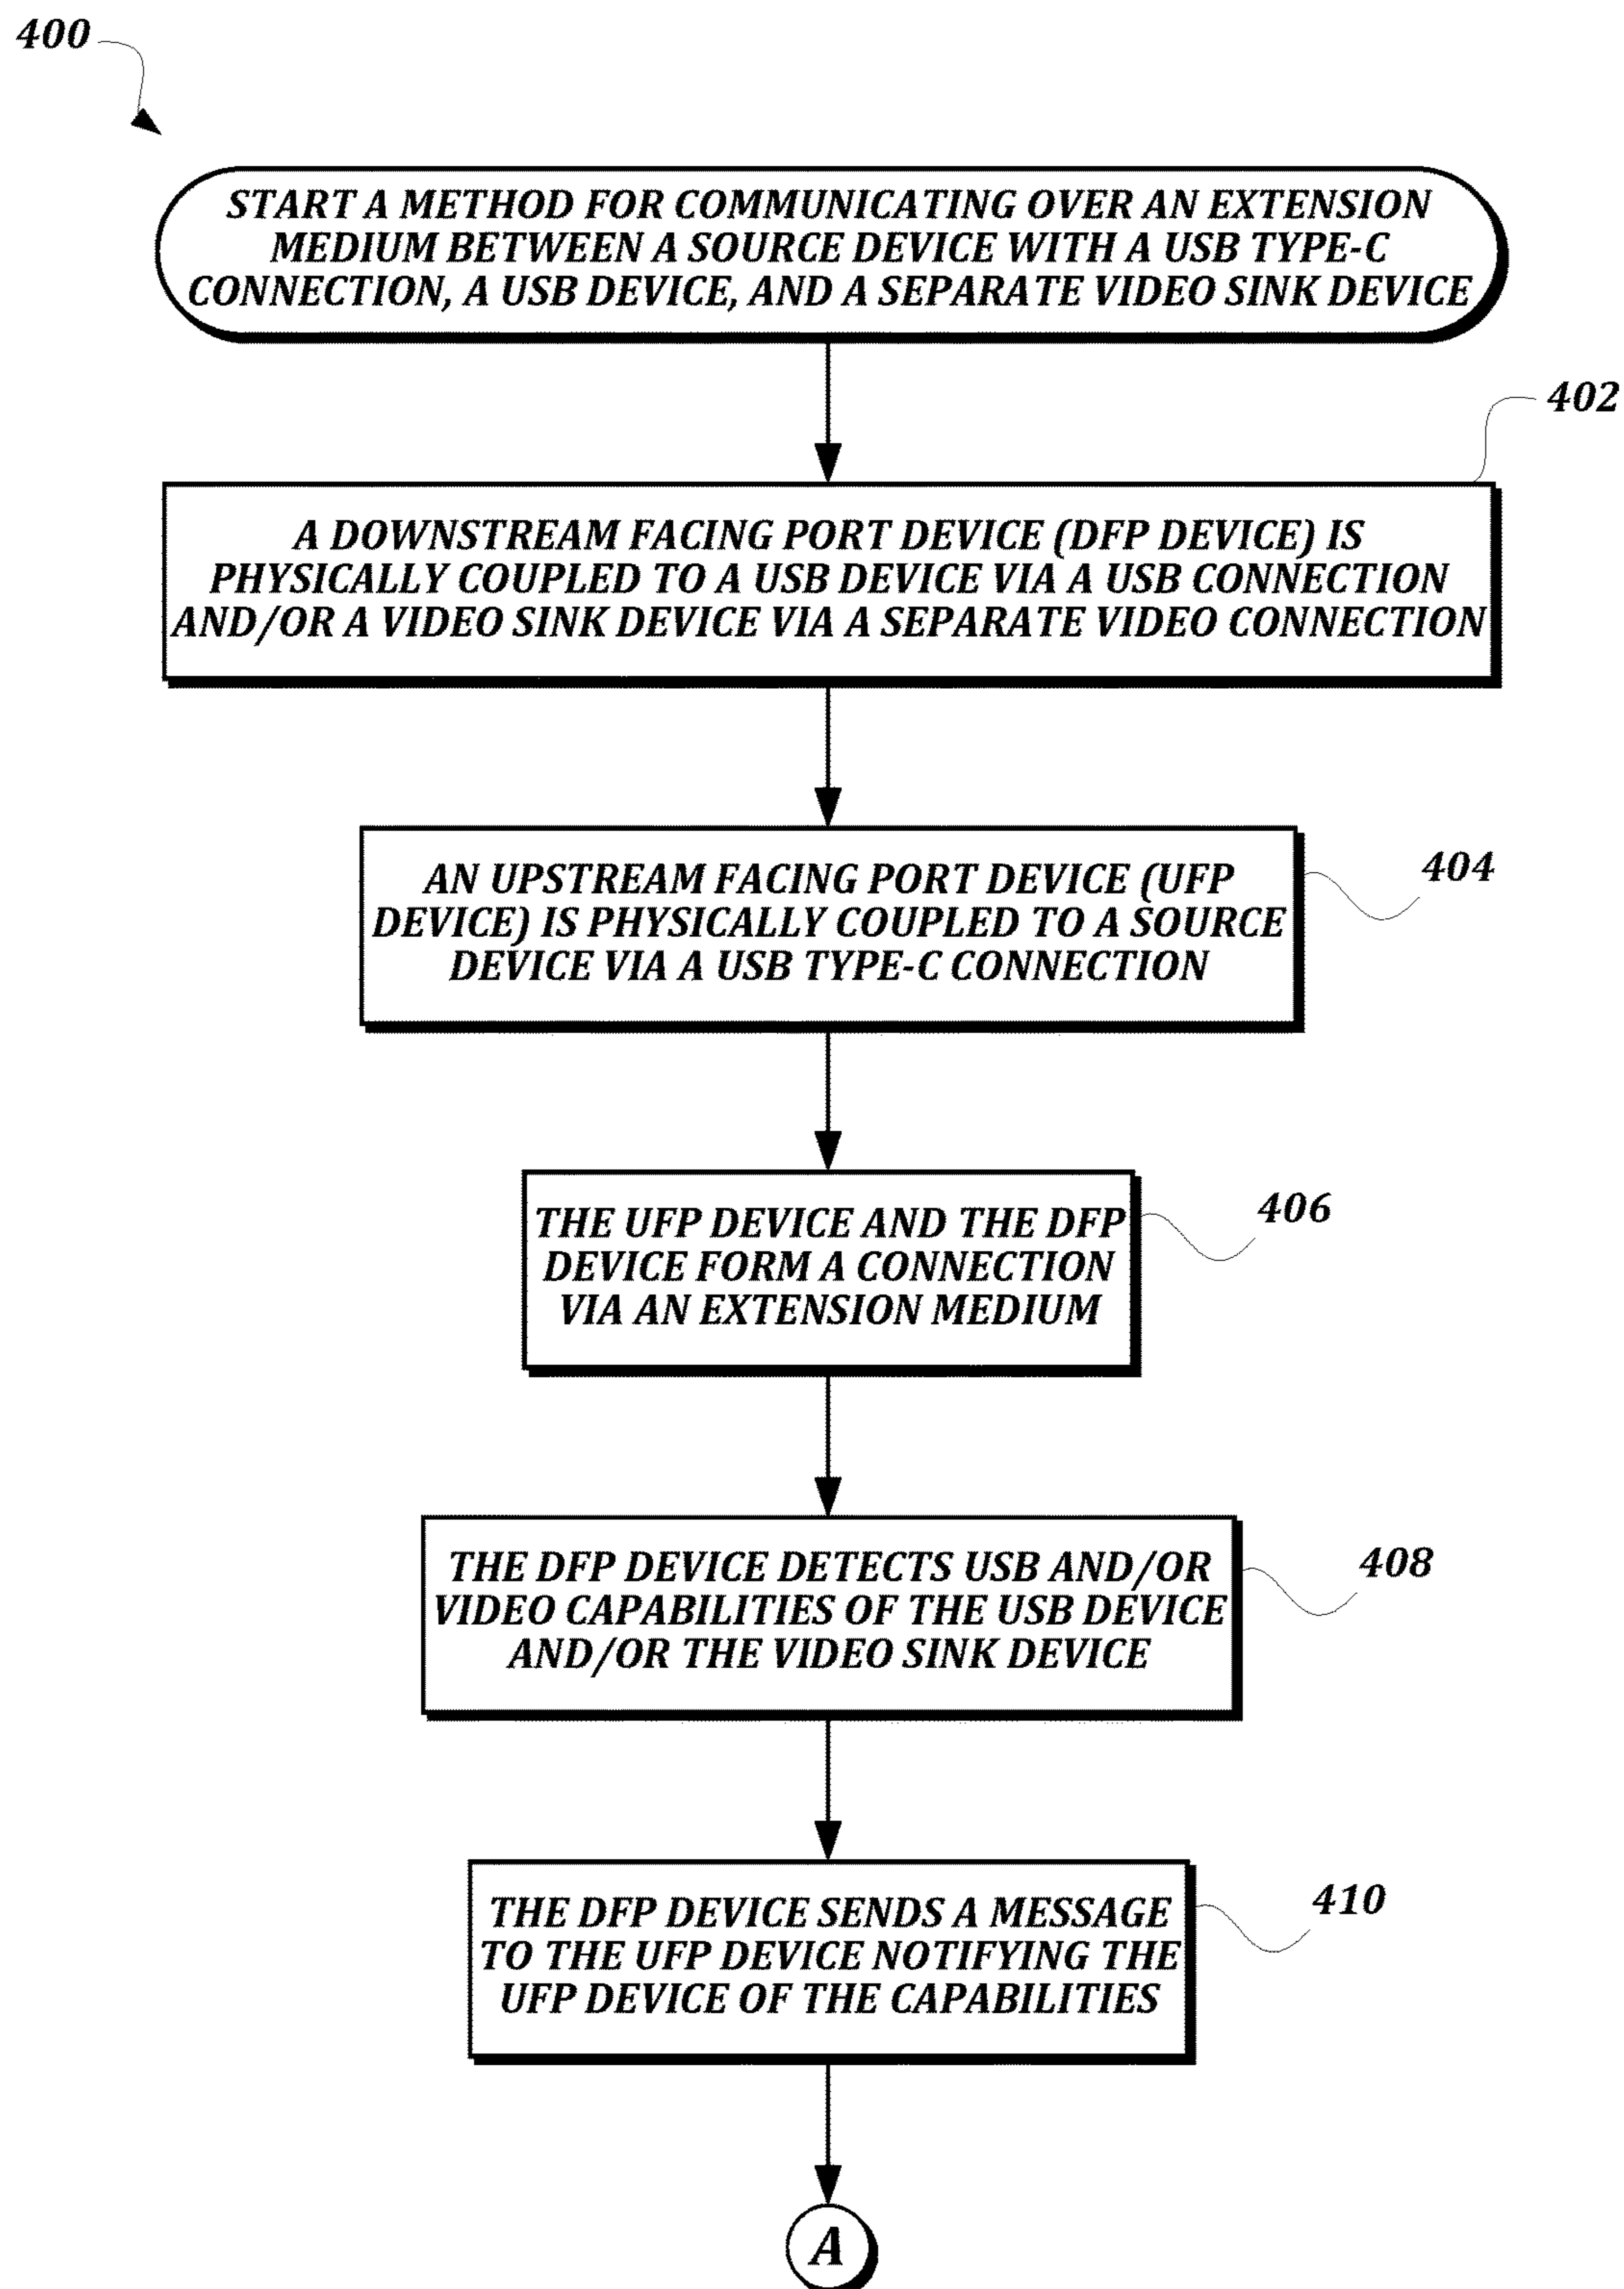 400
START A METHOD FOR COMMUNICATING OVER AN EXTENSION
MEDIUM BETWEEN A SOURCE DEVICE WITH A USB TYPE-C
CONNECTION, A USB DEVICE, AND A SEPARATE VIDEO SINK DEVICE
402
A DOWNSTREAM FACING PORT DEVICE (DFP DEVICE) IS
PHYSICALLY COUPLED TO A USB DEVICE VIA A USB CONNECTION
AND/OR A VIDEO SINK DEVICE VIA A SEPARATE VIDEO CONNECTION
404
AN UPSTREAM FACING PORT DEVICE (UFP
DEVICE) IS PHYSICALLY COUPLED TO A SOURCE
DEVICE VIA A USB TYPE-C CONNECTION
406
THE UFP DEVICE AND THE DFP
DEVICE FORM A CONNECTION
VIA AN EXTENSION MEDIUM
408
THE DFP DEVICE DETECTS USB AND/OR
VIDEO CAPABILITIES OF THE USB DEVICE
AND/OR THE VIDEO SINK DEVICE
410
THE DFP DEVICE SENDS A MESSAGE
TO THE UFP DEVICE NOTIFYING THE
UFP DEVICE OF THE CAPABILITIES
A